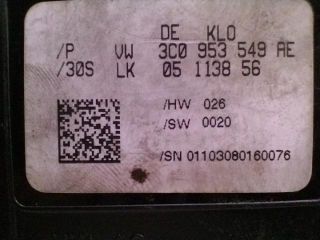 DE KLO
/P VW 3C0 953 549 AE
/30S LK 05 1138 56
/HW 026
/SW 0020
/SN 01103080160076